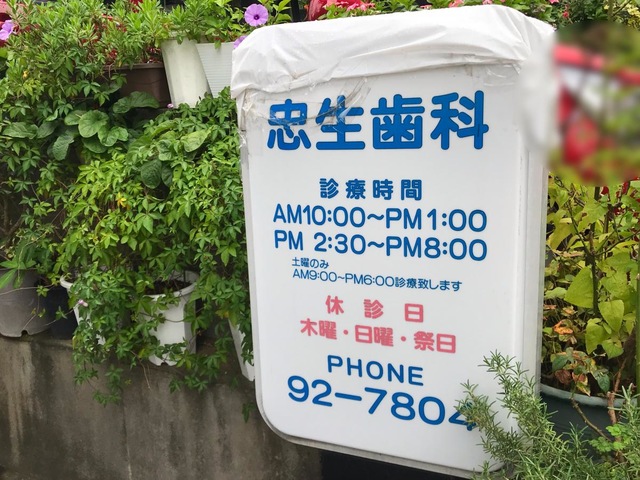 忠生歯科
診療時間
AM10:00～PM1:00
PM 2:30～PM8:00
土曜のみ
AM9:00～PM6:00診療致します
休診日
木曜・日曜・祭日
PHONE
92-7804